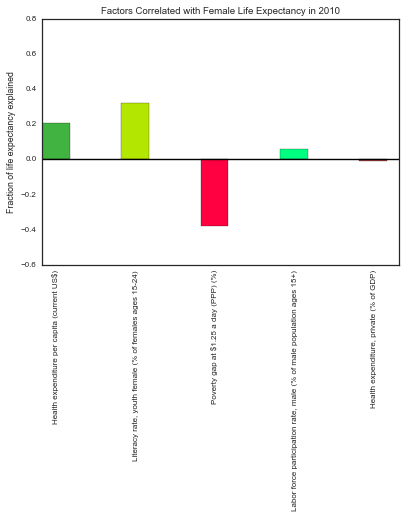 Factors Correlated with Female Life Expectancy in 2010
Fraction of life expectancy explained
0.8
0.6
0.4
0.2
0.0
−0.2
−0.4
−0.6
Health expenditure per capita (current US$)
Literacy rate, youth female (% of females ages 15-24)
Poverty gap at $1.25 a day (PPP) (%)
Labor force participation rate, male (% of male population ages 15+)
Health expenditure, private (% of GDP)